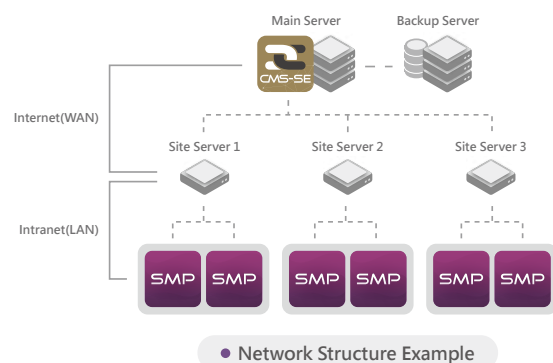 Main Server
Backup Server
CMS-SE
Internet(WAN)
Site Server 1
Site Server 2
Site Server 3
Intranet(LAN)
SMP
SMP
SMP
SMP
SMP
SMP
• Network Structure Example